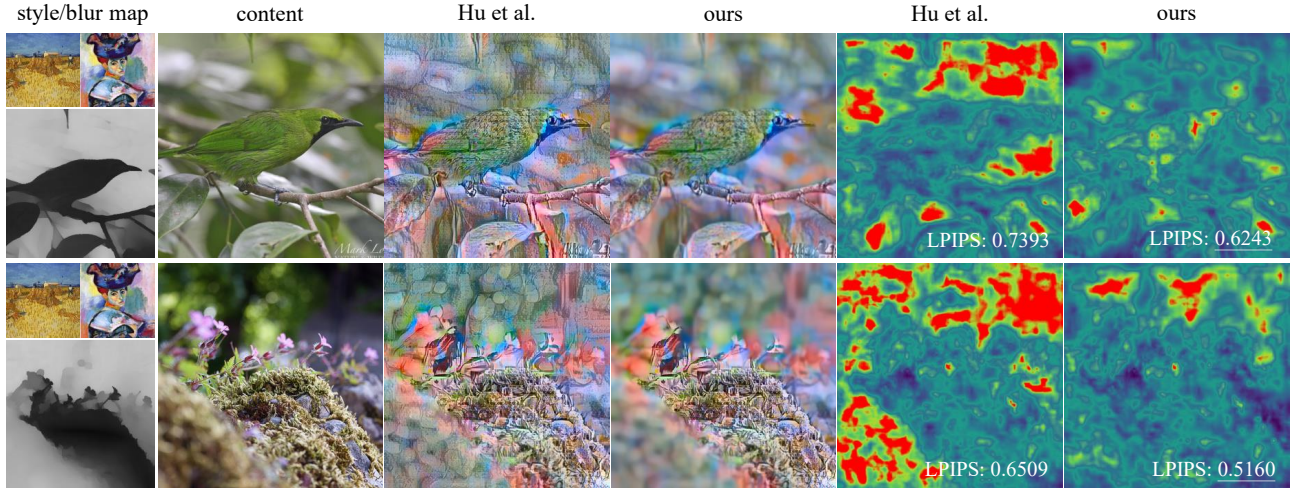 style/blur map content Hu et al. ours Hu et al. ours
LPIPS: 0.7393 LPIPS: 0.6243
LPIPS: 0.6509 LPIPS: 0.5160